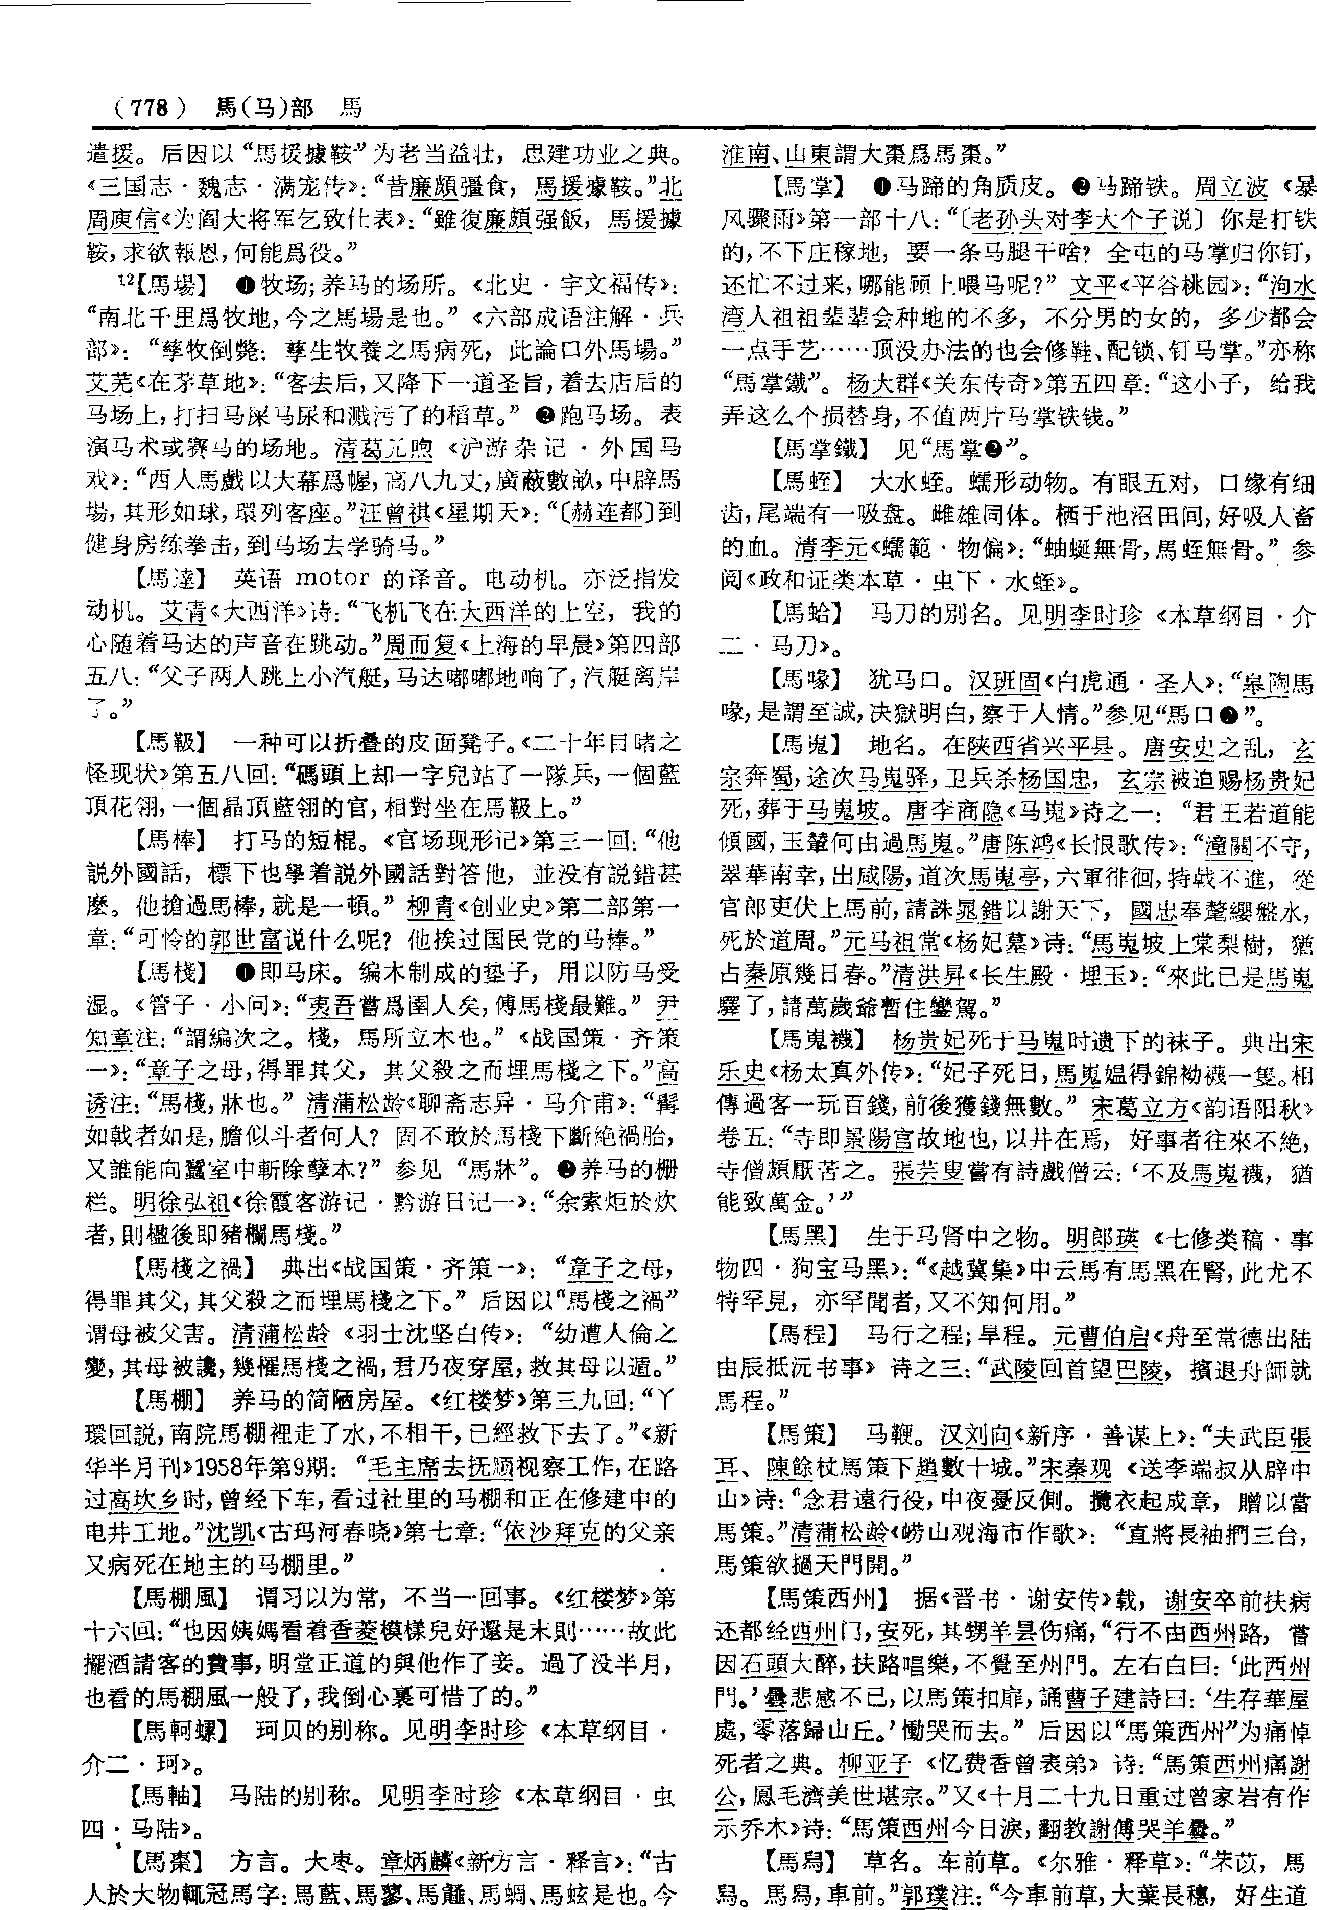 (778) 馬(马)部 馬
遣援。后因以“馬援據鞍”为老当益壮，思建功业之典。
《三国志·魏志·满宠传》：“昔廉頗彊食，馬援據鞍。”北
周庾信《为阎大将军乞致仕表》：“雖復廉頗强飯，馬援據
鞍，求欲報恩，何能爲役。”
12【馬場】 ❶牧场；养马的场所。《北史·宇文福传》：
“南北千里爲牧地，今之馬場是也。”《六部成语注解·兵
部》：“孳牧倒斃：孳生牧養之馬病死，此論口外馬場。”
艾芜《在茅草地》：“客去后，又降下一道圣旨，着去店后的
马场上，打扫马屎马尿和溅污了的稻草。” ❷跑马场。表
演马术或赛马的场地。清葛元煦《沪游杂记·外国马
戏》：“西人馬戲以大幕爲幄，高八九丈，廣蔽數畝，中辟馬
場，其形如球，環列客座。”汪曾祺《星期天》：“〔赫连都〕到
健身房练拳击，到马场去学骑马。”
【馬達】 英语 motor 的译音。电动机。亦泛指发
动机。艾青《大西洋》诗：“飞机飞在大西洋的上空，我的
心随着马达的声音在跳动。”周而复《上海的早晨》第四部
五八：“父子两人跳上小汽艇，马达嘟嘟地响了，汽艇离岸
了。”
【馬鞁】 一种可以折叠的皮面凳子。《二十年目睹之
怪现状》第五八回：“碼頭上却一字兒站了一隊兵，一個藍
頂花翎，一個晶頂藍翎的官，相對坐在馬鞁上。”
【馬棒】 打马的短棍。《官场现形记》第三一回：“他
説外國話，標下也學着説外國話對答他，並没有説錯甚
麽。他搶過馬棒，就是一頓。”柳青《创业史》第二部第一
章：“可怜的郭世富说什么呢？他挨过国民党的马棒。”
【馬棧】 ❶即马床。编木制成的垫子，用以防马受
湿。《管子·小问》：“夷吾嘗爲圉人矣，傅馬棧最難。”尹
知章注：“謂編次之。棧，馬所立木也。”《战国策·齐策
一》：“章子之母，得罪其父，其父殺之而埋馬棧之下。”高
诱注：“馬棧，牀也。”清蒲松龄《聊斋志异·马介甫》：“髯
如戟者如是，膽似斗者何人？固不敢於馬棧下斷絶禍胎，
又誰能向蠶室中斬除孽本？”参见“馬牀”。❷养马的栅
栏。明徐弘祖《徐霞客游记·黔游日记一》：“余索炬於炊
者，則楹後即豬欄馬棧。”
【馬棧之禍】 典出《战国策·齐策一》：“章子之母，
得罪其父，其父殺之而埋馬棧之下。”后因以“馬棧之禍”
谓母被父害。清蒲松龄《羽士沈坚白传》：“幼遭人倫之
變，其母被讒，幾罹馬棧之禍，君乃夜穿屋，救其母以遁。”
【馬棚】 养马的简陋房屋。《红楼梦》第三九回：“丫
環回説，南院馬棚裡走了水，不相干，已經救下去了。”《新
华半月刊》1958年第9期：“毛主席去抚顺视察工作，在路
过高坎乡时，曾经下车，看过社里的马棚和正在修建中的
电井工地。”沈凯《古玛河春晓》第七章：“依沙拜克的父亲
又病死在地主的马棚里。”
【馬棚風】 谓习以为常，不当一回事。《红楼梦》第
十六回：“也因姨媽看着香菱模樣兒好還是末則……故此
擺酒請客的費事，明堂正道的與他作了妾。過了没半月，
也看的馬棚風一般了，我倒心裏可惜了的。”
【馬軻螺】 珂贝的别称。见明李时珍《本草纲目·
介二·珂》。
【馬軸】 马陆的别称。见明李时珍《本草纲目·虫
四·马陆》。
【馬棗】 方言。大枣。章炳麟《新方言·释言》：“古
人於大物輒冠馬字：馬藍、馬蓼、馬䪥、馬蜩、馬蚿是也。今
淮南、山東謂大棗爲馬棗。”
【馬掌】 ❶马蹄的角质皮。❷马蹄铁。周立波《暴
风骤雨》第一部十八：“〔老孙头对李大个子说〕你是打铁
的，不下庄稼地，要一条马腿干啥？全屯的马掌归你钉，
还忙不过来，哪能顾上喂马呢？”文平《平谷桃园》：“泃水
湾人祖祖辈辈会种地的不多，不分男的女的，多少都会
一点手艺……顶没办法的也会修鞋、配锁、钉马掌。”亦称
“馬掌鐵”。杨大群《关东传奇》第五四章：“这小子，给我
弄这么个损替身，不值两片马掌铁钱。”
【馬掌鐵】 见“馬掌❷”。
【馬蛭】 大水蛭。蠕形动物。有眼五对，口缘有细
齿，尾端有一吸盘。雌雄同体。栖于池沼田间，好吸人畜
的血。清李元《蠕範·物偏》：“蚰蜒無骨，馬蛭無骨。”参
阅《政和证类本草·虫下·水蛭》。
【馬蛤】 马刀的别名。见明李时珍《本草纲目·介
二·马刀》。
【馬喙】 犹马口。汉班固《白虎通·圣人》：“皋陶馬
喙，是謂至誠，决獄明白，察于人情。”参见“馬口❷”。
【馬嵬】 地名。在陕西省兴平县。唐安史之乱，玄
宗奔蜀，途次马嵬驿，卫兵杀杨国忠，玄宗被迫赐杨贵妃
死，葬于马嵬坡。唐李商隐《马嵬》诗之一：“君王若道能
傾國，玉輦何由過馬嵬。”唐陈鸿《长恨歌传》：“潼關不守，
翠華南幸，出咸陽，道次馬嵬亭，六軍徘徊，持戟不進，從
官郎吏伏上馬前，請誅晁錯以謝天下，國忠奉氂纓盤水，
死於道周。”元马祖常《杨妃墓》诗：“馬嵬坡上棠梨樹，猶
占秦原幾日春。”清洪昇《长生殿·埋玉》：“來此已是馬嵬
驛了，請萬歲爺暫住鑾駕。”
【馬嵬襪】 杨贵妃死于马嵬时遗下的袜子。典出宋
乐史《杨太真外传》：“妃子死日，馬嵬媪得錦袎襪一隻。相
傳過客一玩百錢，前後獲錢無數。”宋葛立方《韵语阳秋》
卷五：“寺即景陽宫故地也，以井在焉，好事者往來不絶，
寺僧頗厭苦之。張芸叟嘗有詩戲僧云：‘不及馬嵬襪，猶
能致萬金。’”
【馬黑】 生于马肾中之物。明郎瑛《七修类稿·事
物四·狗宝马黑》：“《越冀集》中云馬有馬黑在腎，此尤不
特罕見，亦罕聞者，又不知何用。”
【馬程】 马行之程；旱程。元曹伯启《舟至常德出陆
由辰抵沅书事》诗之三：“武陵回首望巴陵，擯退舟師就
馬程。”
【馬策】 马鞭。汉刘向《新序·善谋上》：“夫武臣張
耳、陳餘杖馬策下趙數十城。”宋秦观《送李端叔从辟中
山》诗：“念君遠行役，中夜憂反側。攬衣起成章，贈以當
馬策。”清蒲松龄《崂山观海市作歌》：“直將長袖捫三台，
馬策欲撾天門開。”
【馬策西州】 据《晋书·谢安传》载，谢安卒前扶病
还都经西州门，安死，其甥羊昙伤痛，“行不由西州路，嘗
因石頭大醉，扶路唱樂，不覺至州門。左右白曰：‘此西州
門。’曇悲感不已，以馬策扣扉，誦曹子建詩曰：‘生存華屋
處，零落歸山丘。’慟哭而去。”后因以“馬策西州”为痛悼
死者之典。柳亚子《忆费香曾表弟》诗：“馬策西州痛謝
公，鳳毛濟美世堪宗。”又《十月二十九日重过曾家岩有作
示乔木》诗：“馬策西州今日淚，翻教謝傅哭羊曇。”
【馬舄】 草名。车前草。《尔雅·释草》：“芣苡，馬
舄。馬舄，車前。”郭璞注：“今車前草，大葉長穗，好生道